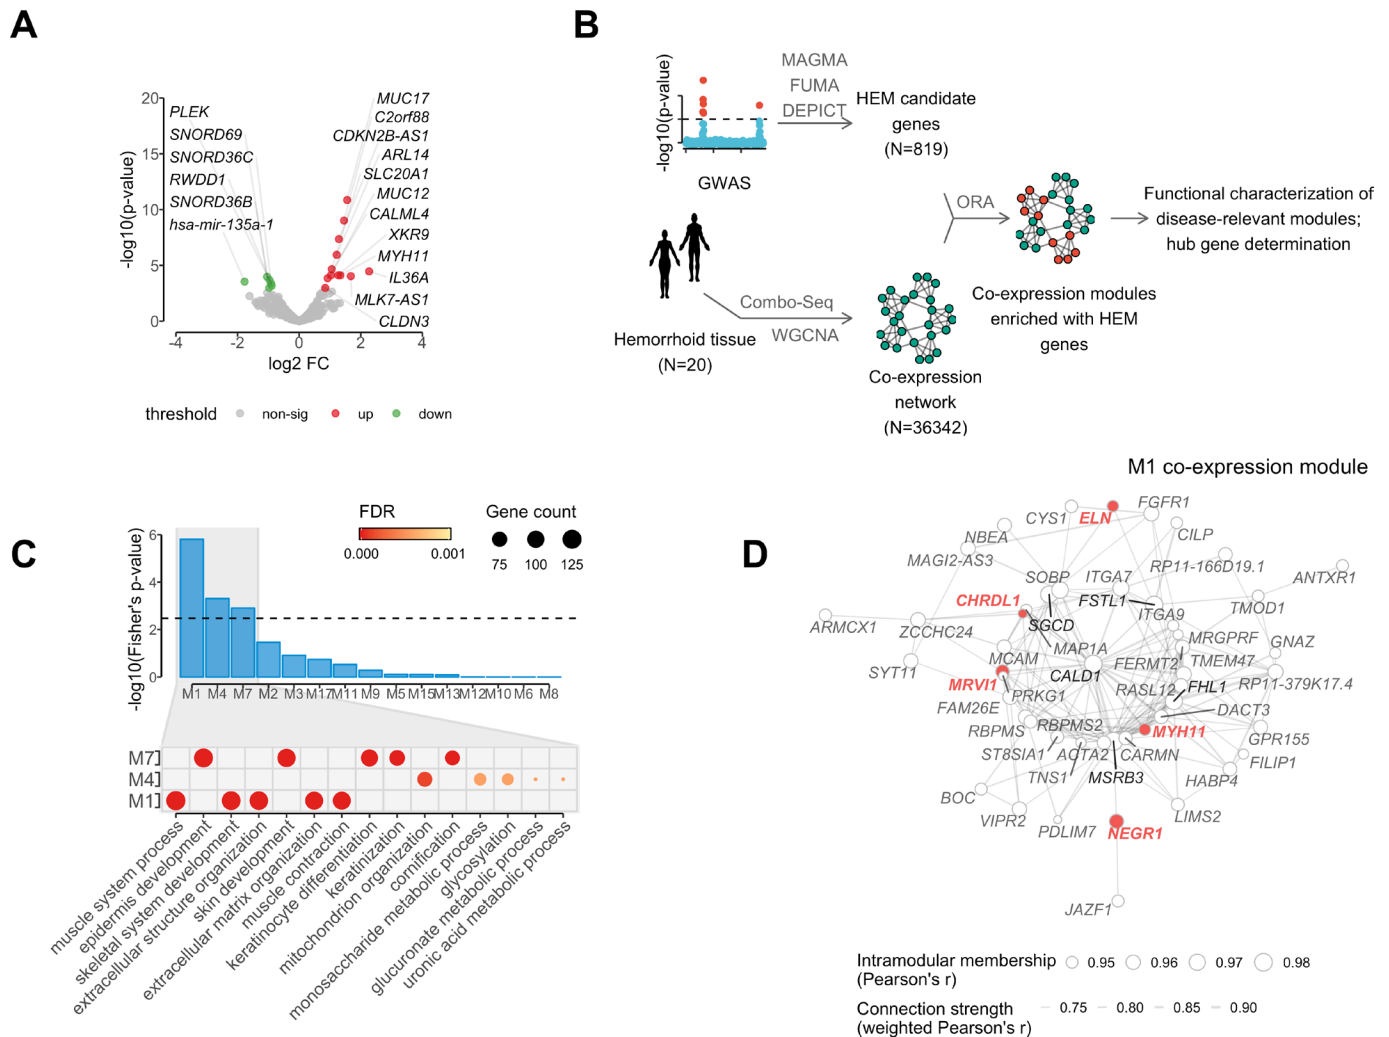 A
-log10(p-value)
20
15
10
5
0
-4
-2
0
2
4
log2 FC
PLEK
SNORD69
SNORD36C
RWDD1
SNORD36B
hsa-mir-135a-1
MUC17
C2orf88
CDKN2B-AS1
ARL14
SLC20A1
MUC12
CALML4
XKR9
MYH11
IL36A
MLK7-AS1
CLDN3
threshold
non-sig
up
down
B
-log10(p-value)
GWAS
MAGMA
FUMA
DEPICT
HEM candidate
genes
(N=819)
Hemorrhoid tissue
(N=20)
Combo-Seq
WGCNA
Co-expression
network
(N=36342)
ORA
Co-expression modules
enriched with HEM
genes
Functional characterization of
disease-relevant modules;
hub gene determination
C
-log10(Fisher's p-value)
6
4
2
0
FDR
0.000
0.001
Gene count
75
100
125
M1
M4
M7
M2
M3
M17
M11
M9
M5
M15
M13
M12
M10
M6
M8
M7
M4
M1
muscle system process
epidermis development
skeletal system development
extracellular structure organization
skin development
extracellular matrix organization
muscle contraction
keratinocyte differentiation
keratinization
mitochondrion organization
cornification
monosaccharide metabolic process
glycosylation
glucuronate metabolic process
uronic acid metabolic process
D
M1 co-expression module
CYS1
ELN
FGFR1
NBEA
CILP
MAGI2-AS3
SOBP
ITGA7
RP11-166D19.1
ANTXR1
CHRDL1
FSTL1
ITGA9
TMOD1
ARMCX1
ZCCHC24
SGCD
MRGPRF
GNAZ
MAP1A
SYT11
MCAM
FERMT2
TMEM47
MRVI1
CALD1
PRKG1
RASL12
FHL1
RP11-379K17.4
FAM26E
DACT3
RBPMS
RBPMS2
MYH11
GPR155
ST8SIA1
ACTA2
CARMN
FILIP1
TNS1
MSRB3
HABP4
BOC
VIPR2
PDLIM7
LIMS2
NEGR1
JAZF1
Intramodular membership
(Pearson's r)
0.95
0.96
0.97
0.98
Connection strength
(weighted Pearson's r)
0.75
0.80
0.85
0.90